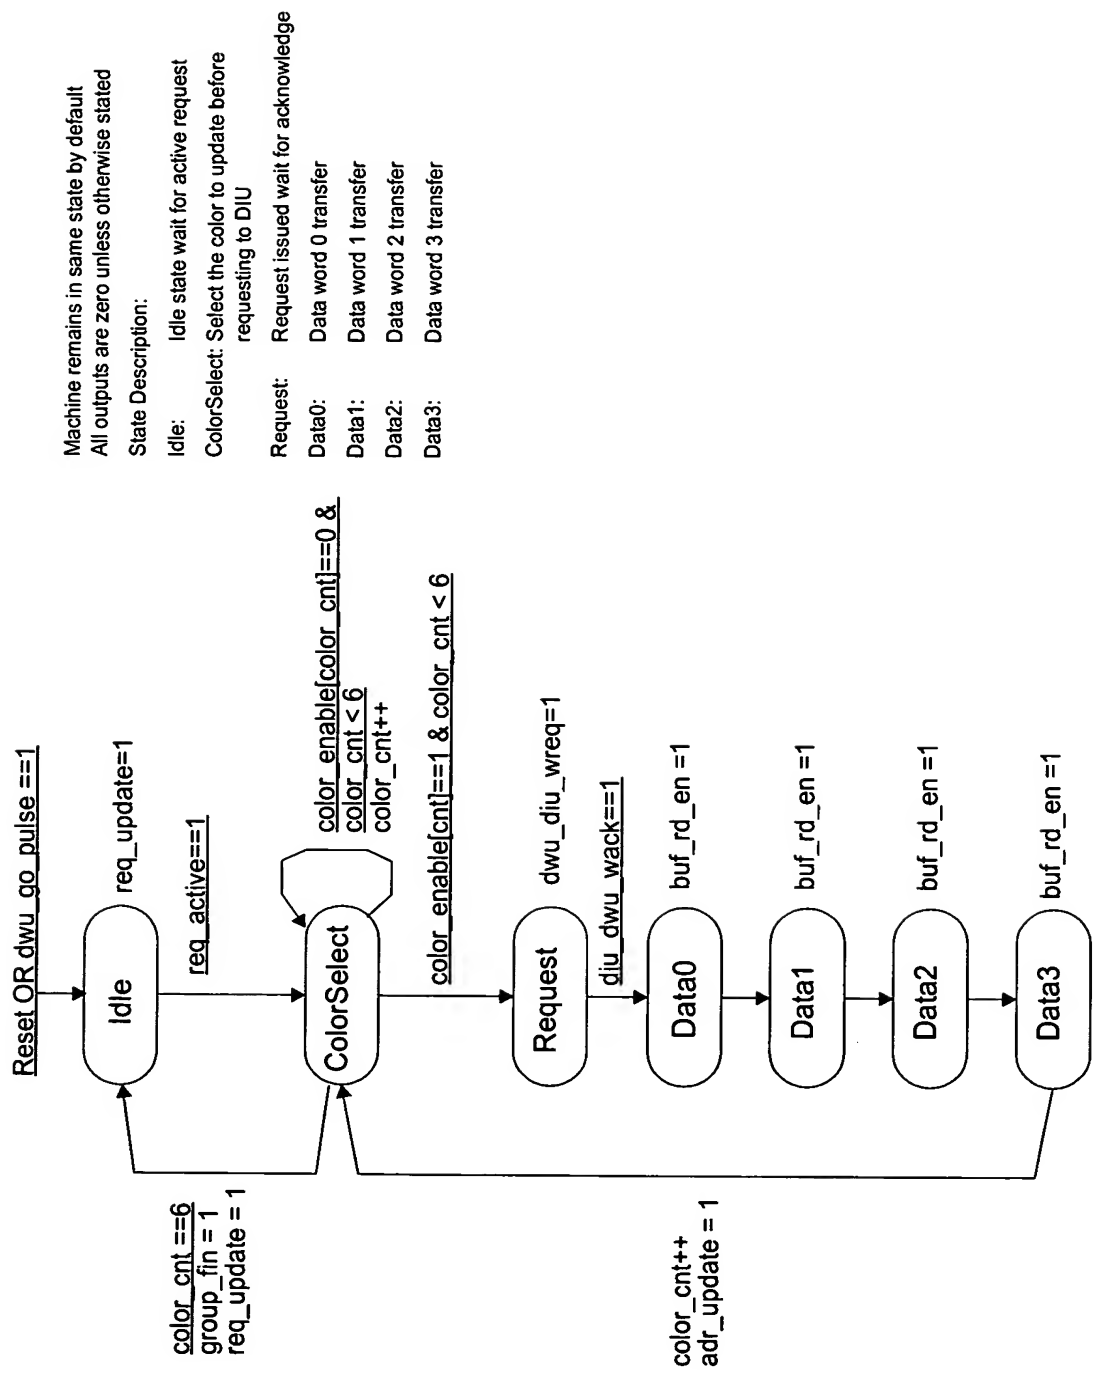 Reset OR dwu_go_pulse ==1
Idle
req_update=1
req_active==1
color_cnt ==6
group_fin = 1
req_update = 1
ColorSelect
color_enable[color_cnt]==0 &
color_cnt < 6
color_cnt++
color_enable[cnt]==1 & color_cnt < 6
Request
dwu_diu_wreq=1
diu_dwu_wack==1
Data0
buf_rd_en =1
Data1
buf_rd_en =1
Data2
buf_rd_en =1
Data3
buf_rd_en =1
color_cnt++
adr_update = 1
Machine remains in same state by default
All outputs are zero unless otherwise stated
State Description:
Idle: Idle state wait for active request
ColorSelect: Select the color to update before
requesting to DIU
Request: Request issued wait for acknowledge
Data0: Data word 0 transfer
Data1: Data word 1 transfer
Data2: Data word 2 transfer
Data3: Data word 3 transfer